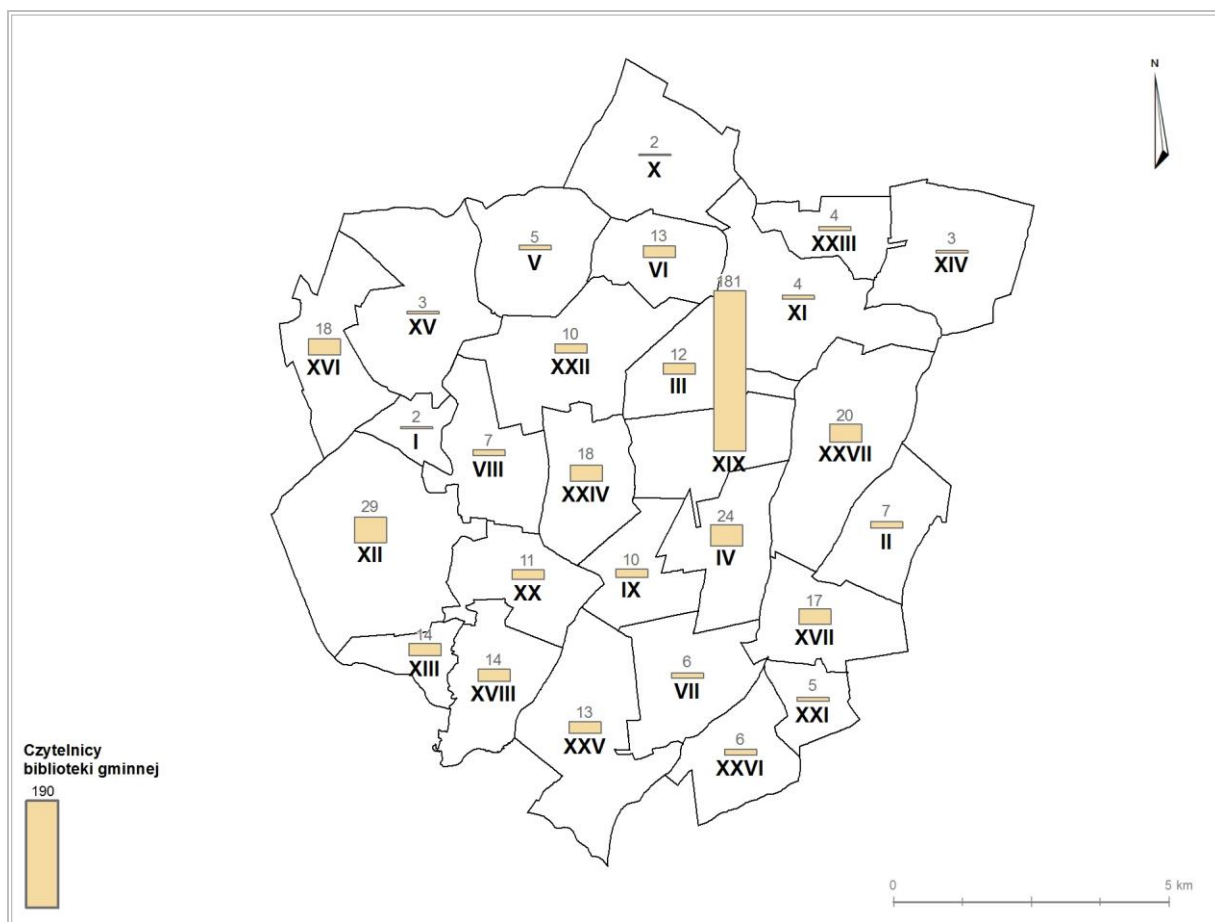 N
2
X
4
XXIII
3
XIV
5
V
13
VI
181
4
XI
3
XV
18
XVI
10
XXII
12
III
2
I
7
VIII
18
XXIV
XIX
20
XXVII
29
XII
24
IV
7
II
11
XX
10
IX
17
XVII
14
XIII
14
XVIII
6
VII
5
XXI
13
XXV
6
XXVI
Czytelnicy
biblioteki gminnej
190
0 5 km